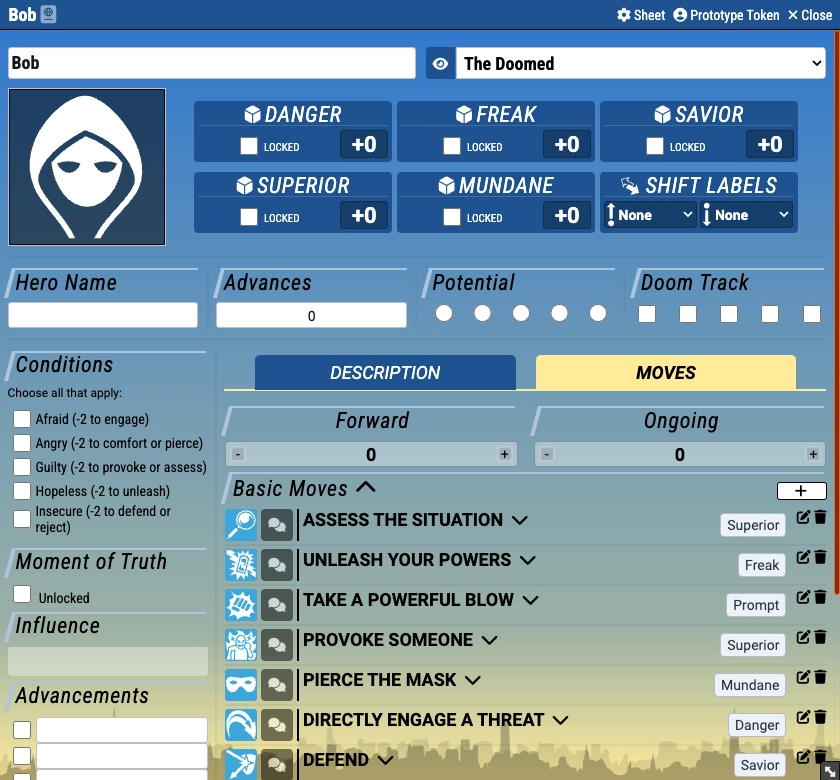 Bob
Sheet Prototype Token Close
Bob The Doomed
DANGER FREAK SAVIOR
LOCKED +0 LOCKED +0 LOCKED +0
SUPERIOR MUNDANE SHIFT LABELS
LOCKED +0 LOCKED +0 None None
Hero Name Advances Potential Doom Track
0
Conditions
Choose all that apply:
Afraid (-2 to engage)
Angry (-2 to comfort or pierce)
Guilty (-2 to provoke or assess)
Hopeless (-2 to unleash)
Insecure (-2 to defend or
reject)
Moment of Truth
Unlocked
Influence
Advancements
DESCRIPTION MOVES
Forward Ongoing
- 0 + - 0 +
Basic Moves +
ASSESS THE SITUATION Superior
UNLEASH YOUR POWERS Freak
TAKE A POWERFUL BLOW Prompt
PROVOKE SOMEONE Superior
PIERCE THE MASK Mundane
DIRECTLY ENGAGE A THREAT Danger
DEFEND Savior